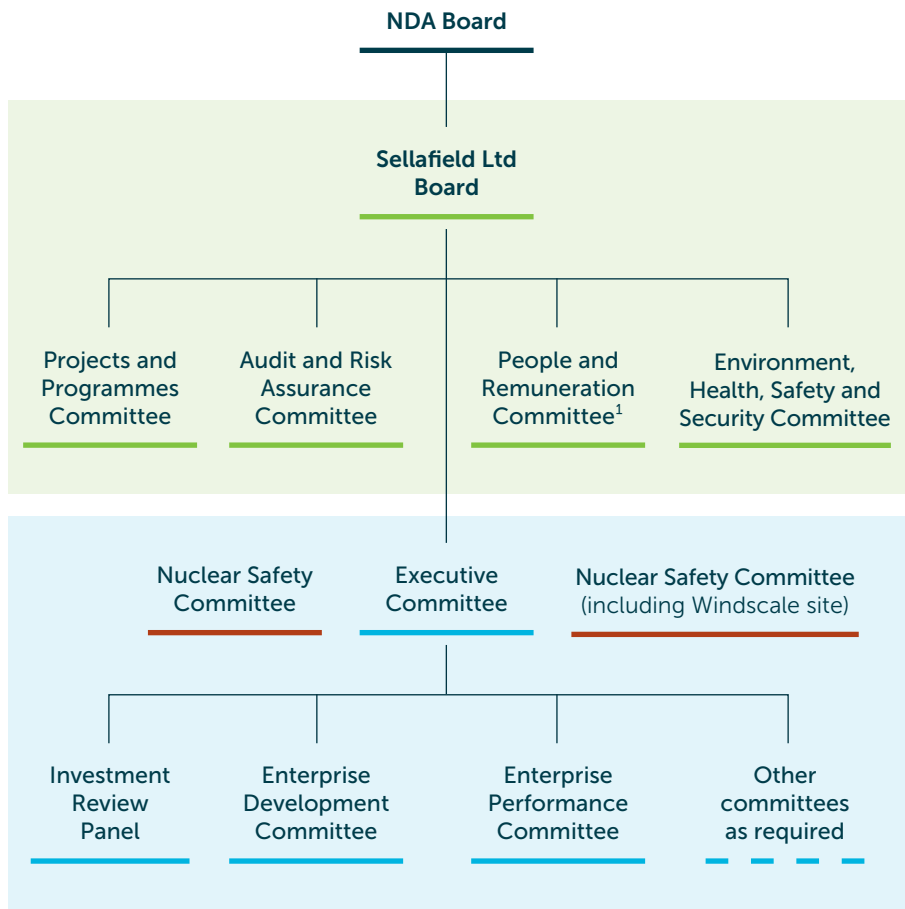 NDA Board
Sellafield Ltd
Board
Projects and
Programmes
Committee
Audit and Risk
Assurance
Committee
People and
Remuneration
Committee¹
Environment,
Health, Safety and
Security Committee
Nuclear Safety
Committee
Executive
Committee
Nuclear Safety Committee
(including Windscale site)
Investment
Review
Panel
Enterprise
Development
Committee
Enterprise
Performance
Committee
Other
committees
as required